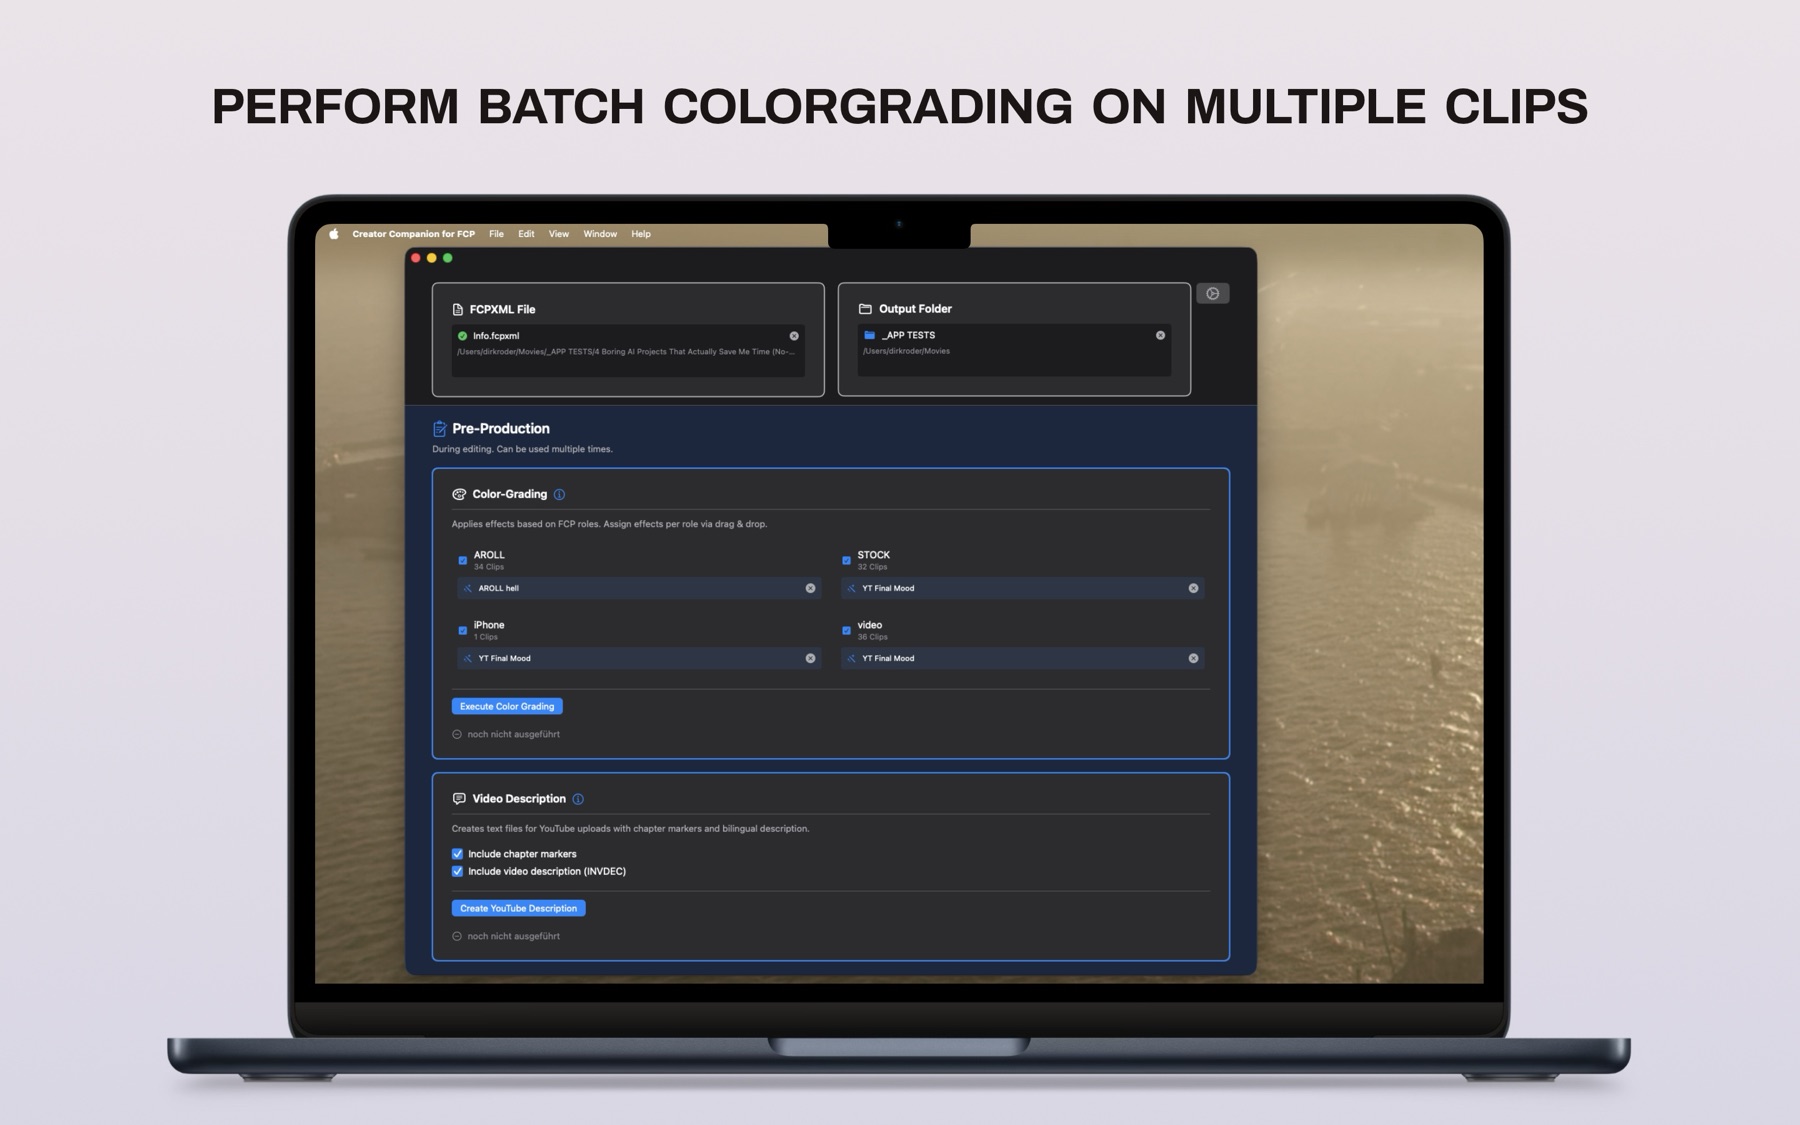 PERFORM BATCH COLORGRADING ON MULTIPLE CLIPS
Creator Companion for FCP File Edit View Window Help
FCPXML File
Info.fcpxml
/Users/dirkroder/Movies/_APP TESTS/4 Boring AI Projects That Actually Save Me Time (No-...
Output Folder
_APP TESTS
/Users/dirkroder/Movies
Pre-Production
During editing. Can be used multiple times.
Color-Grading
Applies effects based on FCP roles. Assign effects per role via drag & drop.
AROLL
34 Clips
AROLL hell
STOCK
32 Clips
YT Final Mood
iPhone
1 Clips
YT Final Mood
video
36 Clips
YT Final Mood
Execute Color Grading
noch nicht ausgeführt
Video Description
Creates text files for YouTube uploads with chapter markers and bilingual description.
Include chapter markers
Include video description (INVDEC)
Create YouTube Description
noch nicht ausgeführt